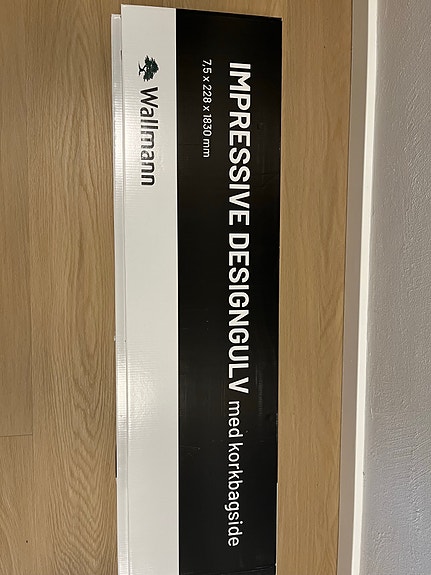 IMPRESSIVE DESIGNGULV med korkbagside
7,5 x 228 x 1830 mm
Wallmann